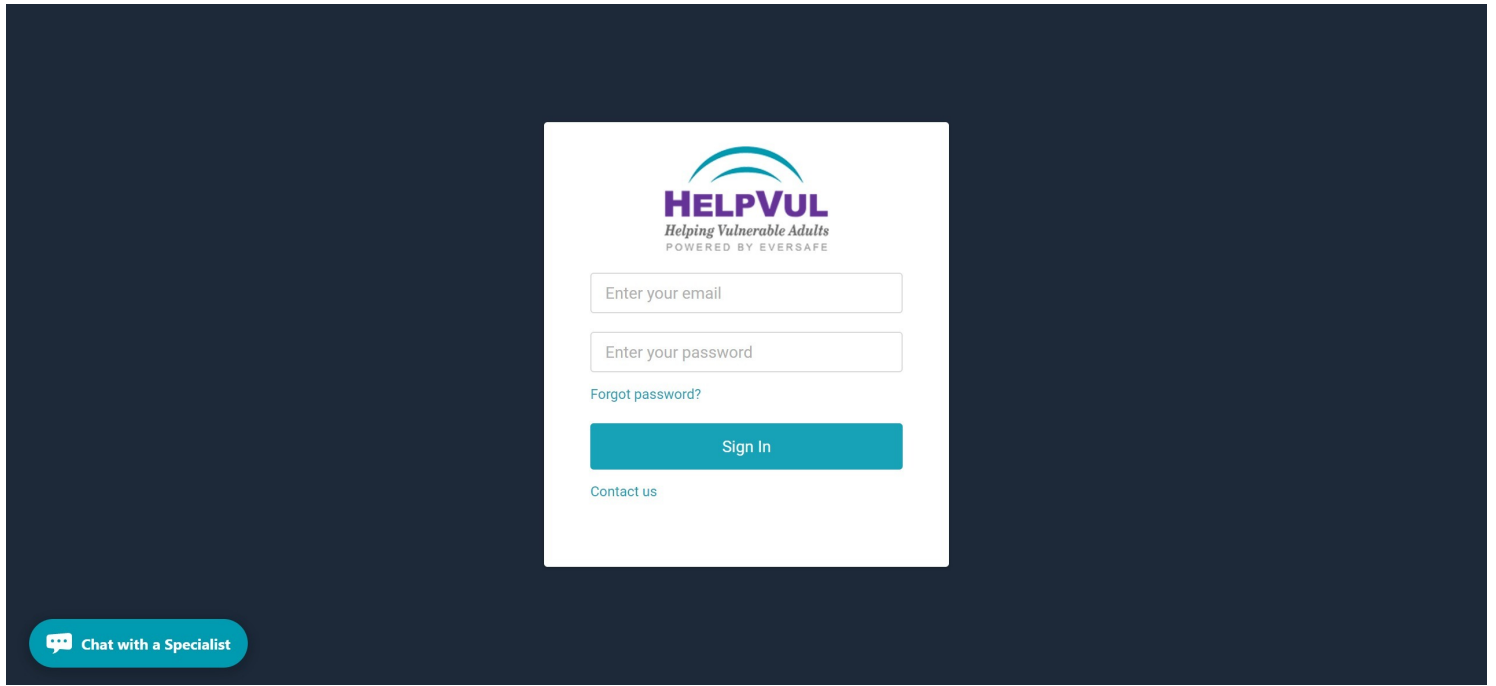 HELPVUL
Helping Vulnerable Adults
POWERED BY EVERSAFE
Enter your email
Enter your password
Forgot password?
Sign In
Contact us
Chat with a Specialist